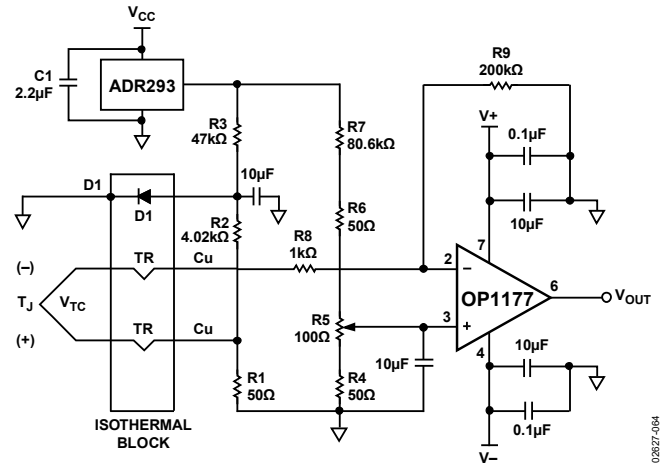 VCC
C1
2.2µF
ADR293
R3
47kΩ
R7
80.6kΩ
R9
200kΩ
V+
0.1µF
10µF
D1
D1
10µF
R2
4.02kΩ
R6
50Ω
R8
1kΩ
(–)
TR
Cu
TJ
VTC
(+)
TR
Cu
R5
100Ω
2
–
7
OP1177
6
VOUT
3
+
4
10µF
10µF
0.1µF
R1
50Ω
R4
50Ω
ISOTHERMAL
BLOCK
V–
02627-064